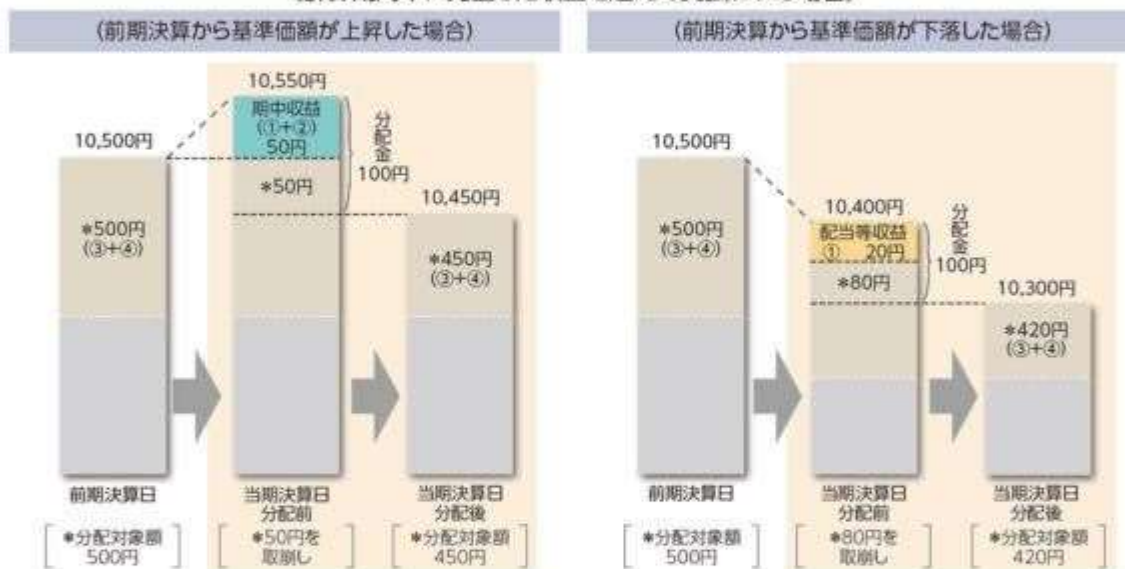 (前期決算から基準価額が上昇した場合)
10,550円
期中収益
(①+②)
50円
分配金
100円
10,500円
*50円
10,450円
*500円
(③+④)
*450円
(③+④)
前期決算日
当期決算日
分配前
当期決算日
分配後
*分配対象額
500円
*50円を
取崩し
*分配対象額
450円
(前期決算から基準価額が下落した場合)
10,500円
10,400円
配当等収益
① 20円
分配金
100円
*500円
(③+④)
*80円
10,300円
*420円
(③+④)
前期決算日
当期決算日
分配前
当期決算日
分配後
*分配対象額
500円
*80円を
取崩し
*分配対象額
420円